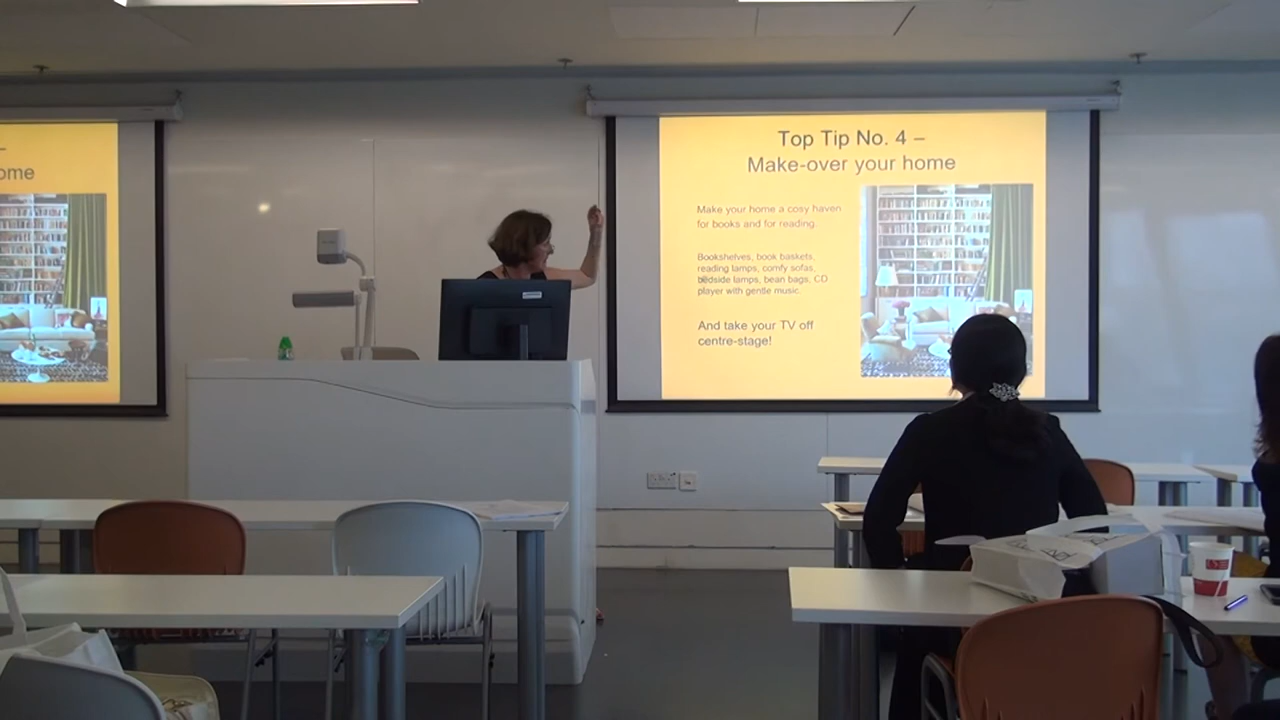 ome
Top Tip No. 4 –
Make-over your home
Make your home a cosy haven
for books and for reading.
Bookshelves, book baskets,
reading lamps, comfy sofas,
bedside lamps, bean bags, CD
player with gentle music.
And take your TV off
centre-stage!